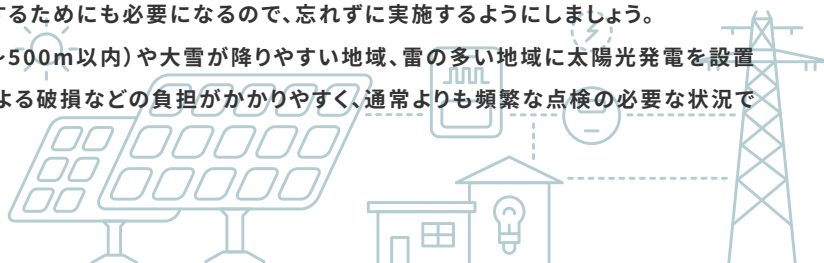 するためにも必要になるので、忘れずに実施するようにしましょう。
~500m以内）や大雪が降りやすい地域、雷の多い地域に太陽光発電を設置
よる破損などの負担がかかりやすく、通常よりも頻繁な点検の必要な状況で